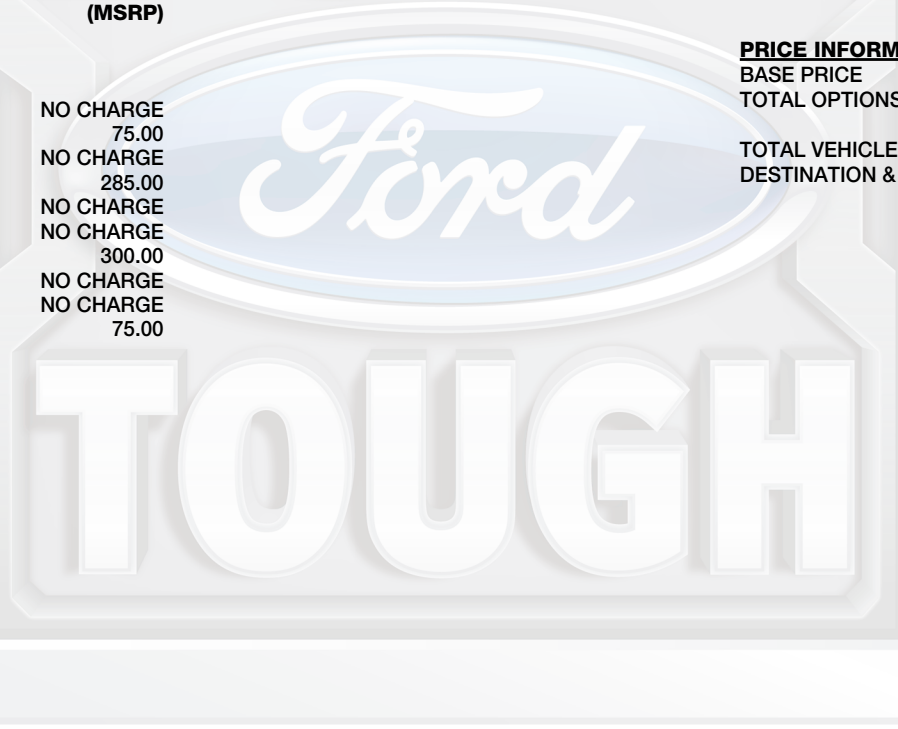 (MSRP)
NO CHARGE
75.00
NO CHARGE
285.00
NO CHARGE
NO CHARGE
300.00
NO CHARGE
NO CHARGE
75.00
PRICE INFORM
BASE PRICE
TOTAL OPTIONS
TOTAL VEHICLE
DESTINATION &
Ford
TOUGH